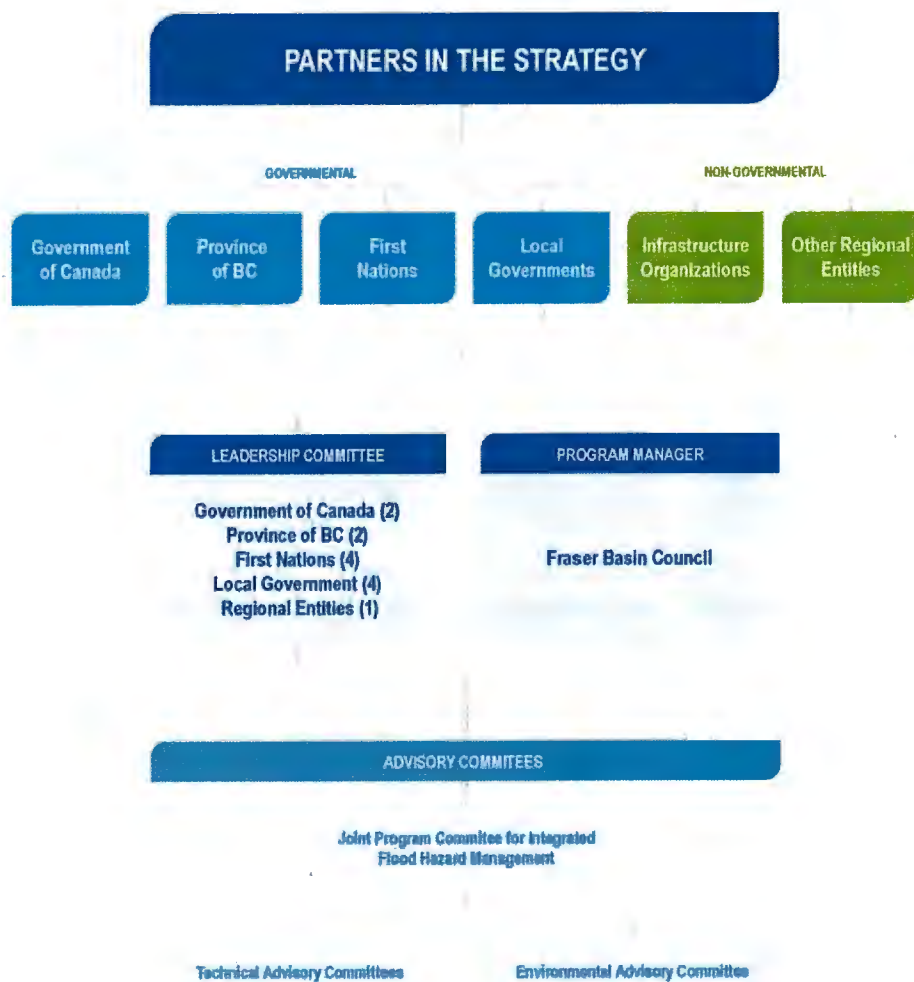 PARTNERS IN THE STRATEGY
GOVERNMENTAL
NON-GOVERNMENTAL
Government
of Canada
Province
of BC
First
Nations
Local
Governments
Infrastructure
Organizations
Other Regional
Entities
LEADERSHIP COMMITTEE
Government of Canada (2)
Province of BC (2)
First Nations (4)
Local Government (4)
Regional Entities (1)
PROGRAM MANAGER
Fraser Basin Council
ADVISORY COMMITEES
Joint Program Commitee for Integrated
Flood Hazard Management
Technical Advisory Committees
Environmental Advisory Committee